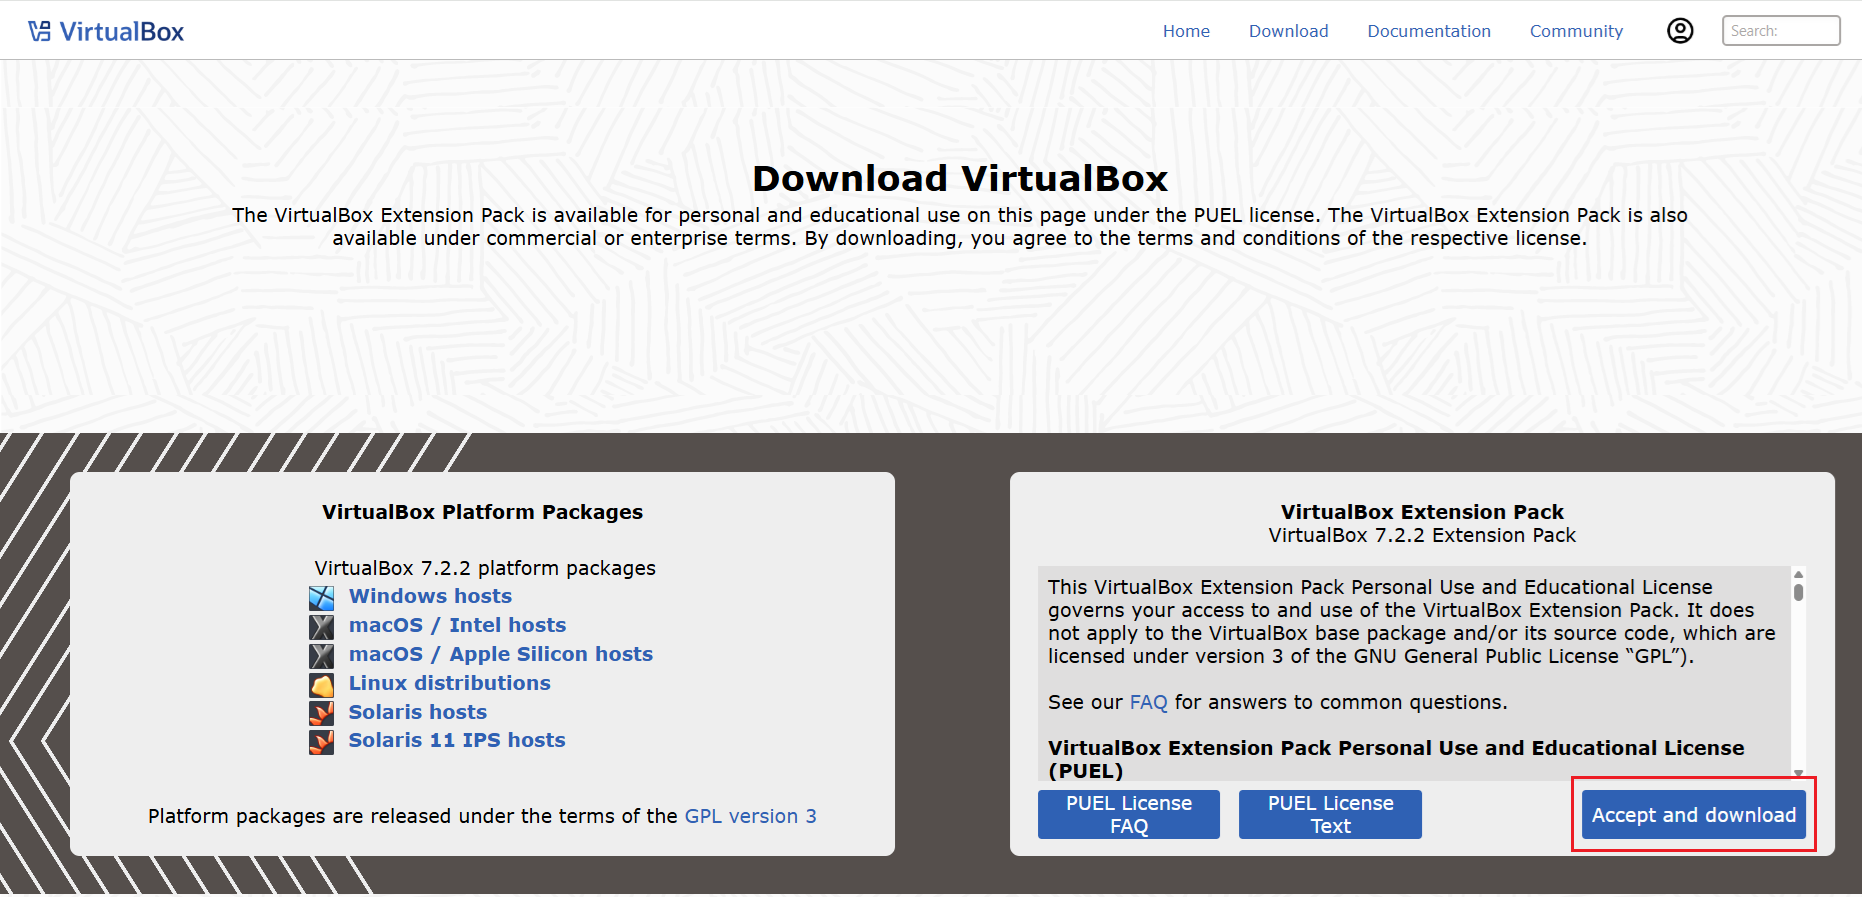 VirtualBox
Home
Download
Documentation
Community
Search:
Download VirtualBox
The VirtualBox Extension Pack is available for personal and educational use on this page under the PUEL license. The VirtualBox Extension Pack is also
available under commercial or enterprise terms. By downloading, you agree to the terms and conditions of the respective license.
VirtualBox Platform Packages
VirtualBox 7.2.2 platform packages
Windows hosts
macOS / Intel hosts
macOS / Apple Silicon hosts
Linux distributions
Solaris hosts
Solaris 11 IPS hosts
Platform packages are released under the terms of the GPL version 3
VirtualBox Extension Pack
VirtualBox 7.2.2 Extension Pack
This VirtualBox Extension Pack Personal Use and Educational License
governs your access to and use of the VirtualBox Extension Pack. It does
not apply to the VirtualBox base package and/or its source code, which are
licensed under version 3 of the GNU General Public License “GPL”).
See our FAQ for answers to common questions.
VirtualBox Extension Pack Personal Use and Educational License
(PUEL)
PUEL License
FAQ
PUEL License
Text
Accept and download